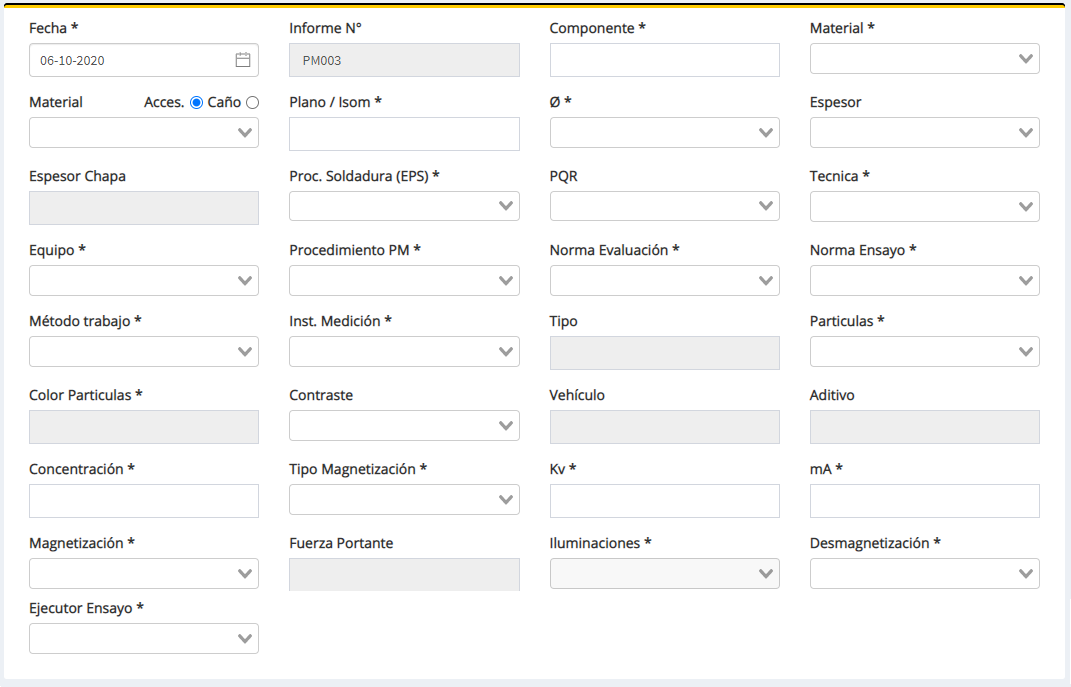 Fecha * Informe N° Componente * Material *
06-10-2020 PM003
Material Acces. Caño Plano / Isom * Ø * Espesor
Espesor Chapa Proc. Soldadura (EPS) * PQR Tecnica *
Equipo * Procedimiento PM * Norma Evaluación * Norma Ensayo *
Método trabajo * Inst. Medición * Tipo Particulas *
Color Particulas * Contraste Vehículo Aditivo
Concentración * Tipo Magnetización * Kv * mA *
Magnetización * Fuerza Portante Iluminaciones * Desmagnetización *
Ejecutor Ensayo *